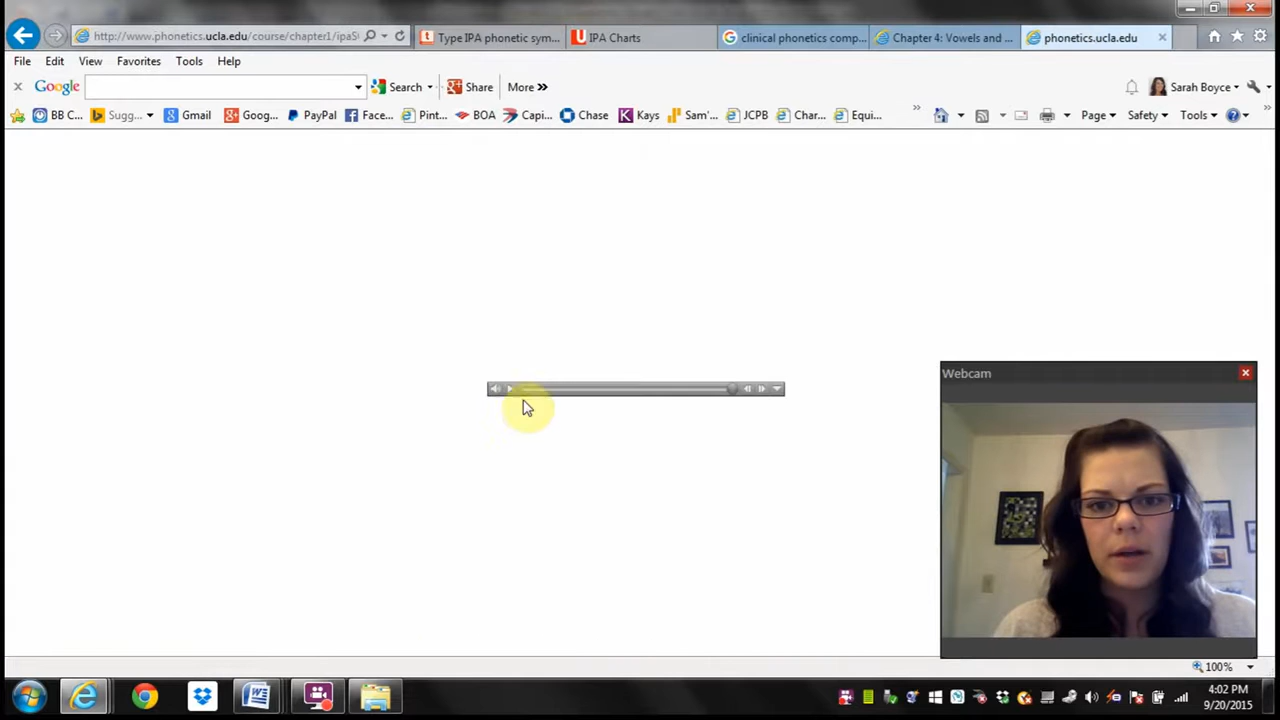 http://www.phonetics.ucla.edu/course/chapter1/ipaS
Type IPA phonetic sym...
IPA Charts
clinical phonetics comp...
Chapter 4: Vowels and ...
phonetics.ucla.edu
File Edit View Favorites Tools Help
Google Search Share More »
Sarah Boyce
BB C... Sugg... Gmail Goog... PayPal Face... Pint... BOA Capi... Chase Kays Sam'... JCPB Char... Equi...
Page Safety Tools
Webcam
100%
4:02 PM
9/20/2015